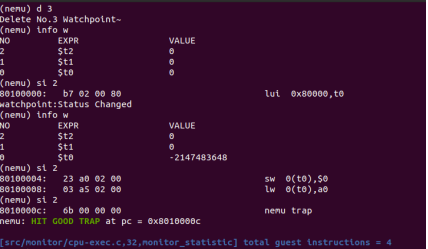 (nemu) d 3
Delete No.3 Watchpoint~
(nemu) info w
NO EXPR VALUE
2 $t2 0
1 $t1 0
0 $t0 0
(nemu) si 2
80100000: b7 02 00 80 lui 0x80000,t0
watchpoint:Status Changed
(nemu) info w
NO EXPR VALUE
2 $t2 0
1 $t1 0
0 $t0 -2147483648
(nemu) si 2
80100004: 23 a0 02 00 sw 0(t0),$0
80100008: 03 a5 02 00 lw 0(t0),a0
(nemu) si 2
8010000c: 6b 00 00 00 nemu trap
nemu: HIT GOOD TRAP at pc = 0x8010000c
[src/monitor/cpu-exec.c,32,monitor_statistic] total guest instructions = 4